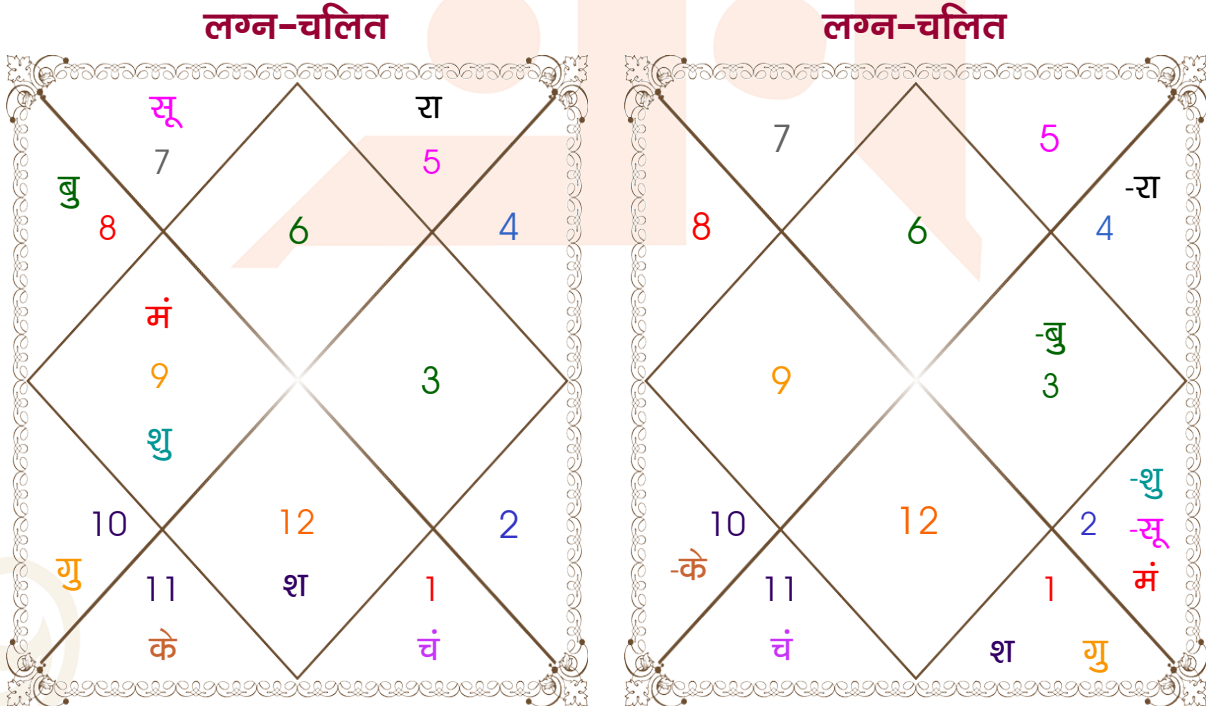 लग्न-चलित
सू
रा
7
5
बु
8
6
4
मं
9
3
शु
10
12
2
गु
11
श
1
के
चं
लग्न-चलित
7
5
-रा
8
6
4
-बु
9
3
-शु
10
12
2
-सू
-के
11
1
मं
चं
श
गु